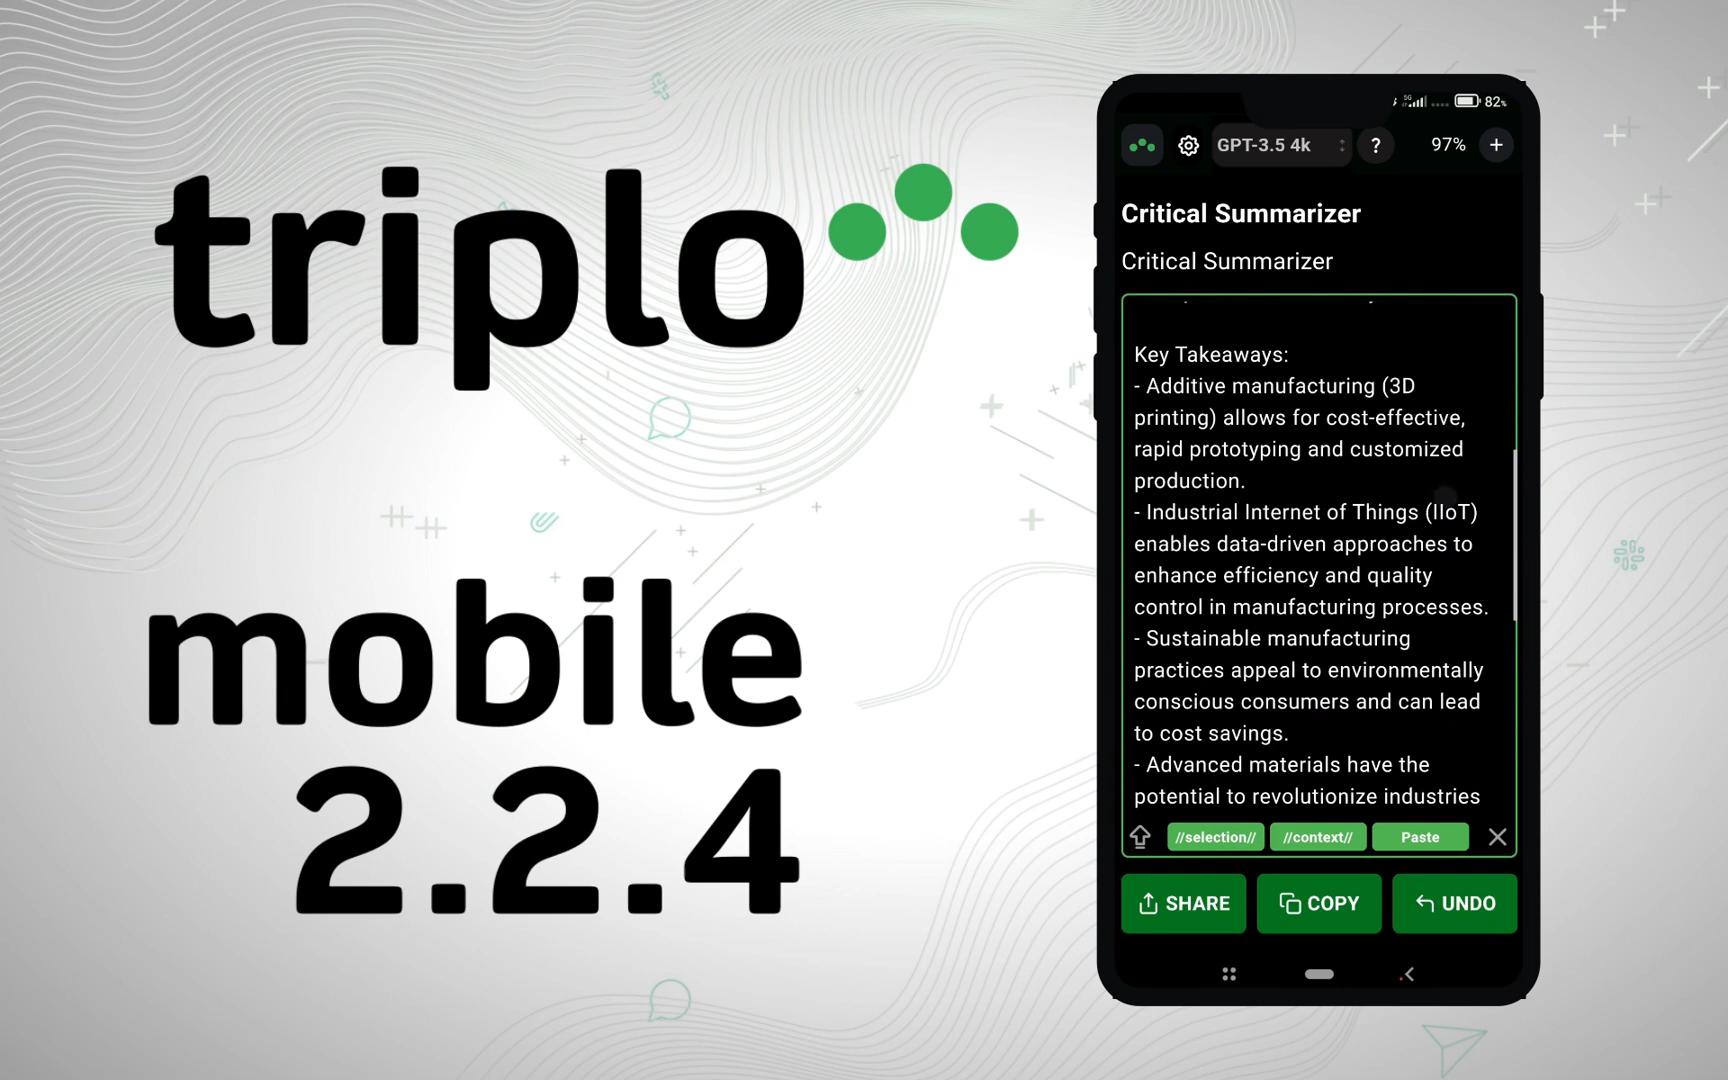 triplo
mobile
2.2.4
5G
82%
GPT-3.5 4k
?
97%
+
Critical Summarizer
Critical Summarizer
Key Takeaways:
- Additive manufacturing (3D
printing) allows for cost-effective,
rapid prototyping and customized
production.
- Industrial Internet of Things (IIoT)
enables data-driven approaches to
enhance efficiency and quality
control in manufacturing processes.
- Sustainable manufacturing
practices appeal to environmentally
conscious consumers and can lead
to cost savings.
- Advanced materials have the
potential to revolutionize industries
//selection// //context// Paste
SHARE COPY UNDO